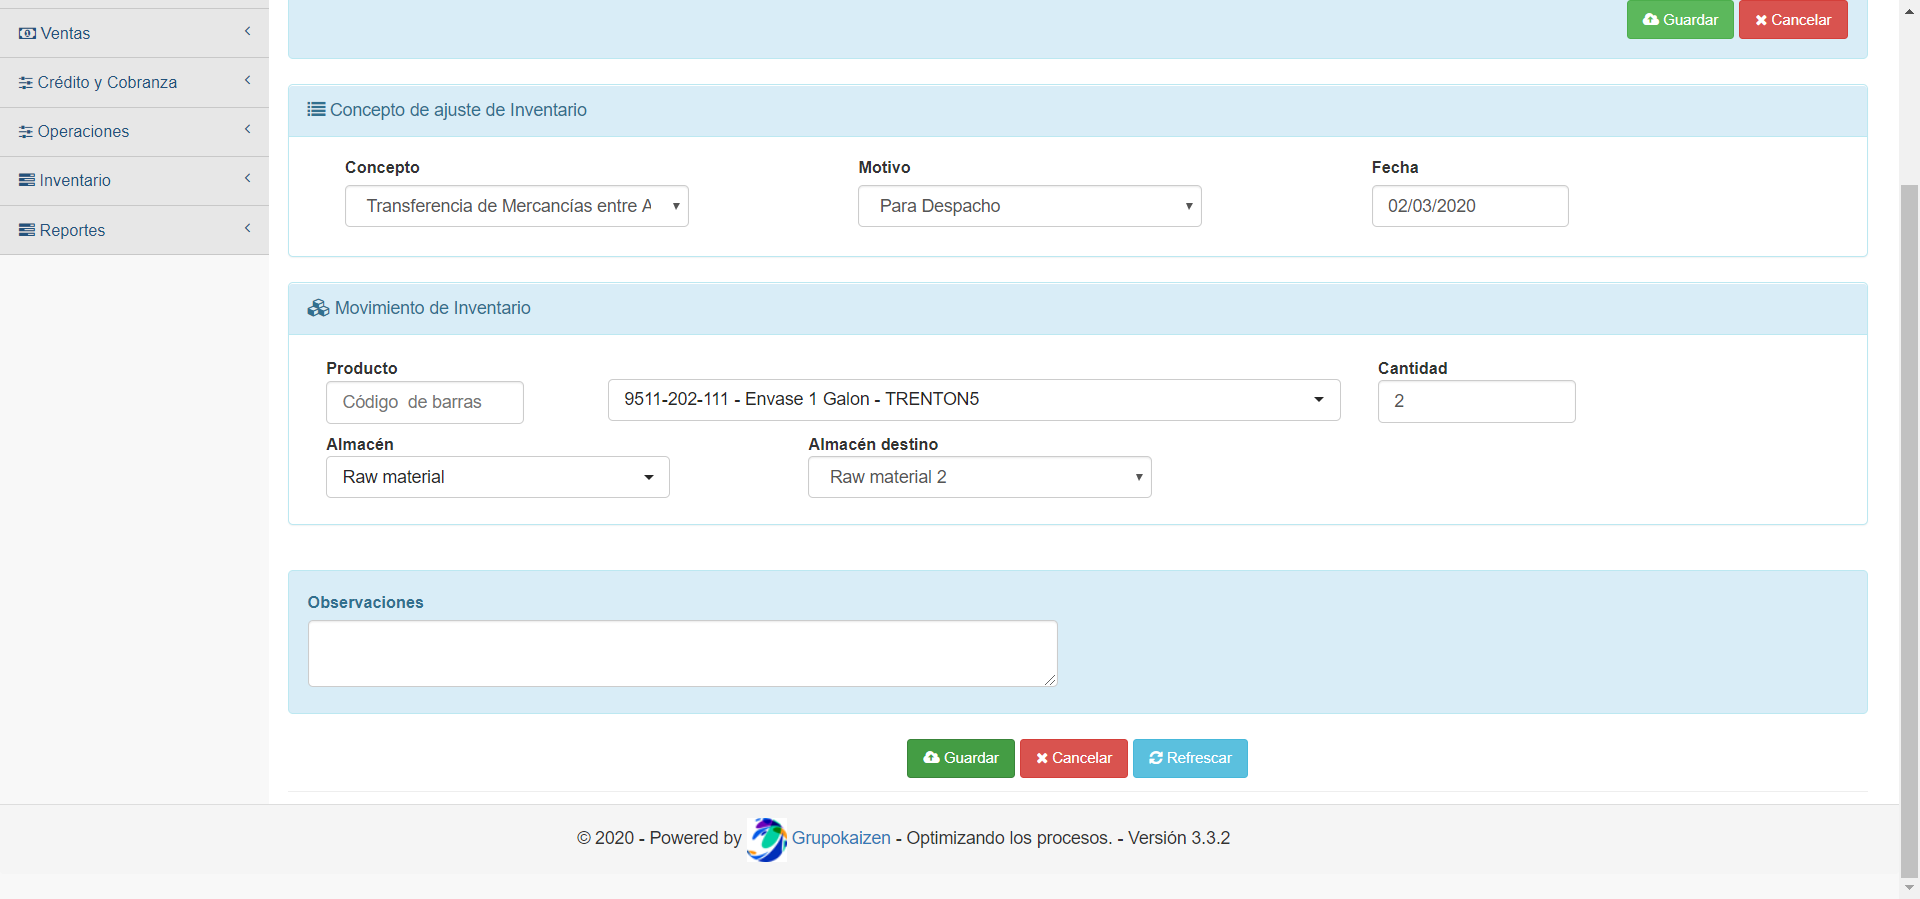 Guardar Cancelar
Ventas
Crédito y Cobranza
Operaciones
Inventario
Reportes
Concepto de ajuste de Inventario
Concepto Motivo Fecha
Transferencia de Mercancías entre A Para Despacho 02/03/2020
Movimiento de Inventario
Producto Cantidad
Código de barras 9511-202-111 - Envase 1 Galon - TRENTON5 2
Almacén Almacén destino
Raw material Raw material 2
Observaciones
Guardar Cancelar Refrescar
© 2020 - Powered by Grupokaizen - Optimizando los procesos. - Versión 3.3.2